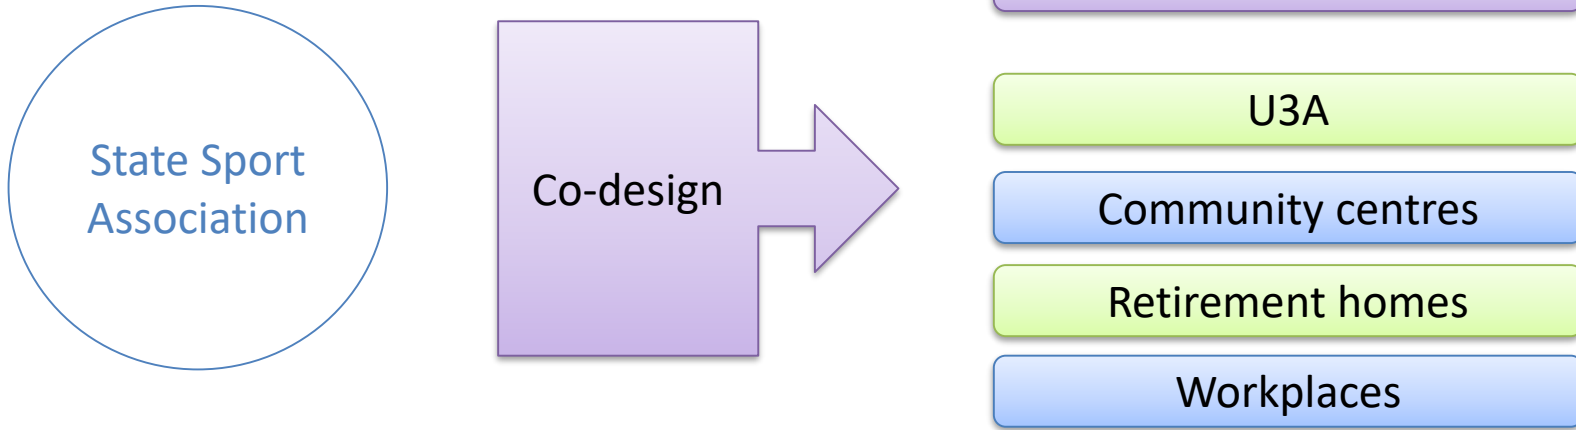 State Sport
Association
Co-design
U3A
Community centres
Retirement homes
Workplaces